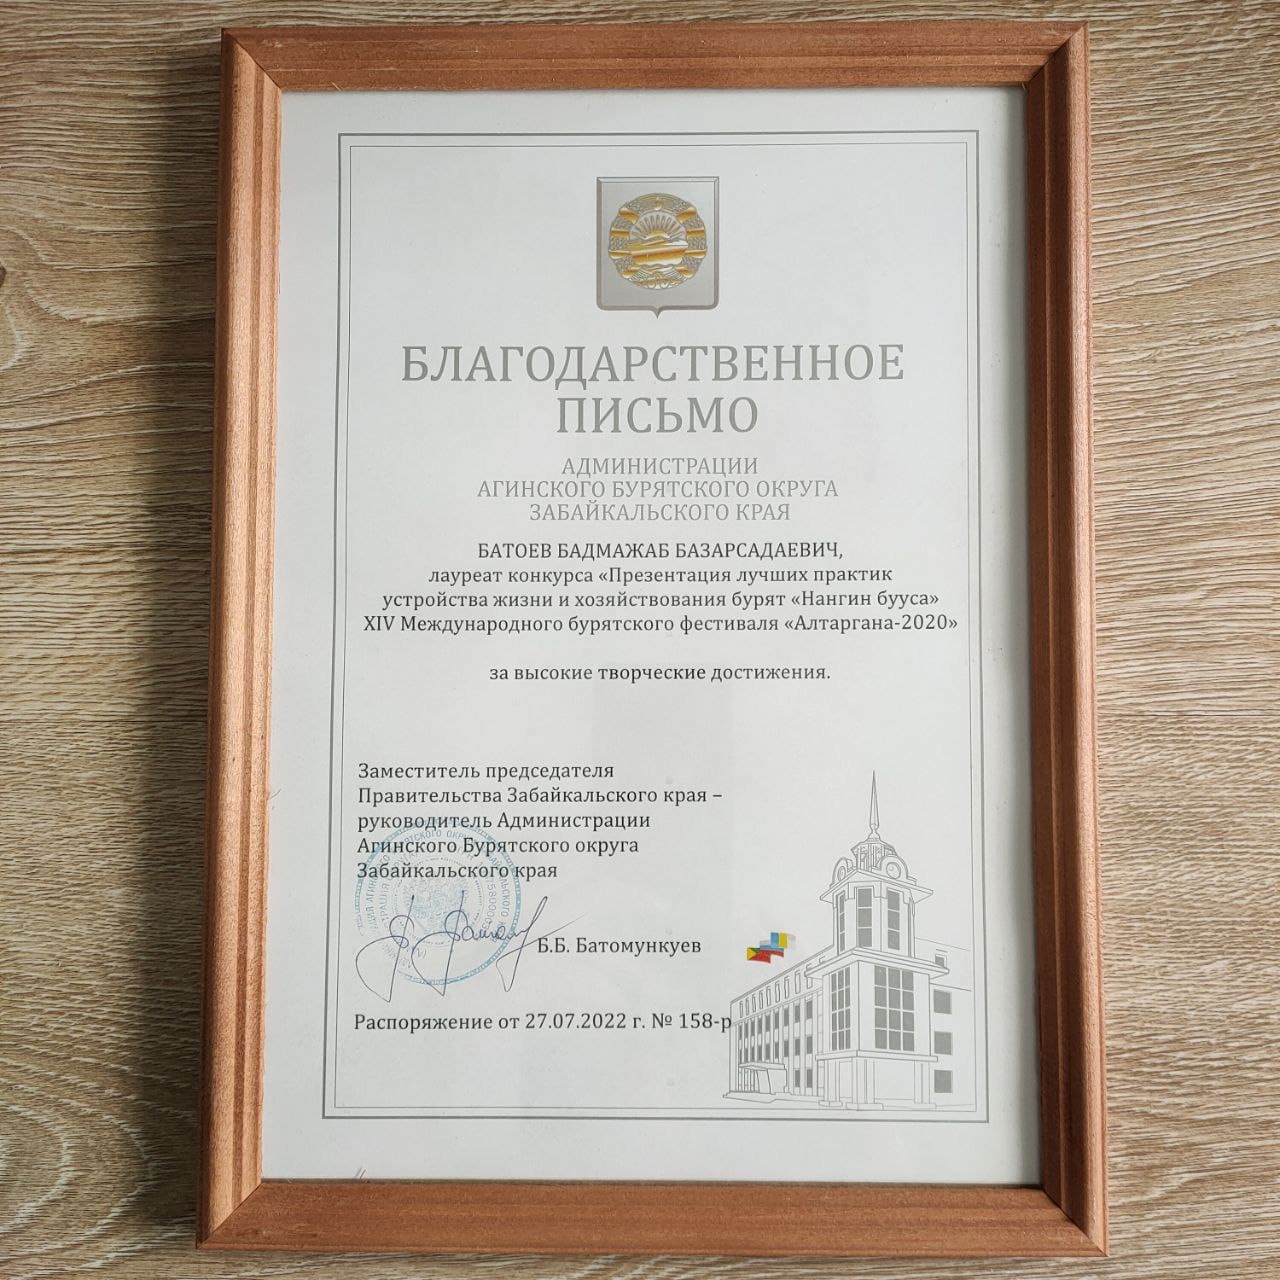 БЛАГОДАРСТВЕННОЕ
ПИСЬМО
АДМИНИСТРАЦИИ
АГИНСКОГО БУРЯТСКОГО ОКРУГА
ЗАБАЙКАЛЬСКОГО КРАЯ
БАТОЕВ БАДМАЖАБ БАЗАРСАДАЕВИЧ,
лауреат конкурса «Презентация лучших практик
устройства жизни и хозяйствования бурят «Нангин бууса»
XIV Международного бурятского фестиваля «Алтаргана-2020»
за высокие творческие достижения.
Заместитель председателя
Правительства Забайкальского края –
руководитель Администрации
Агинского Бурятского округа
Забайкальского края
Б.Б. Батомункуев
Распоряжение от 27.07.2022 г. № 158-р